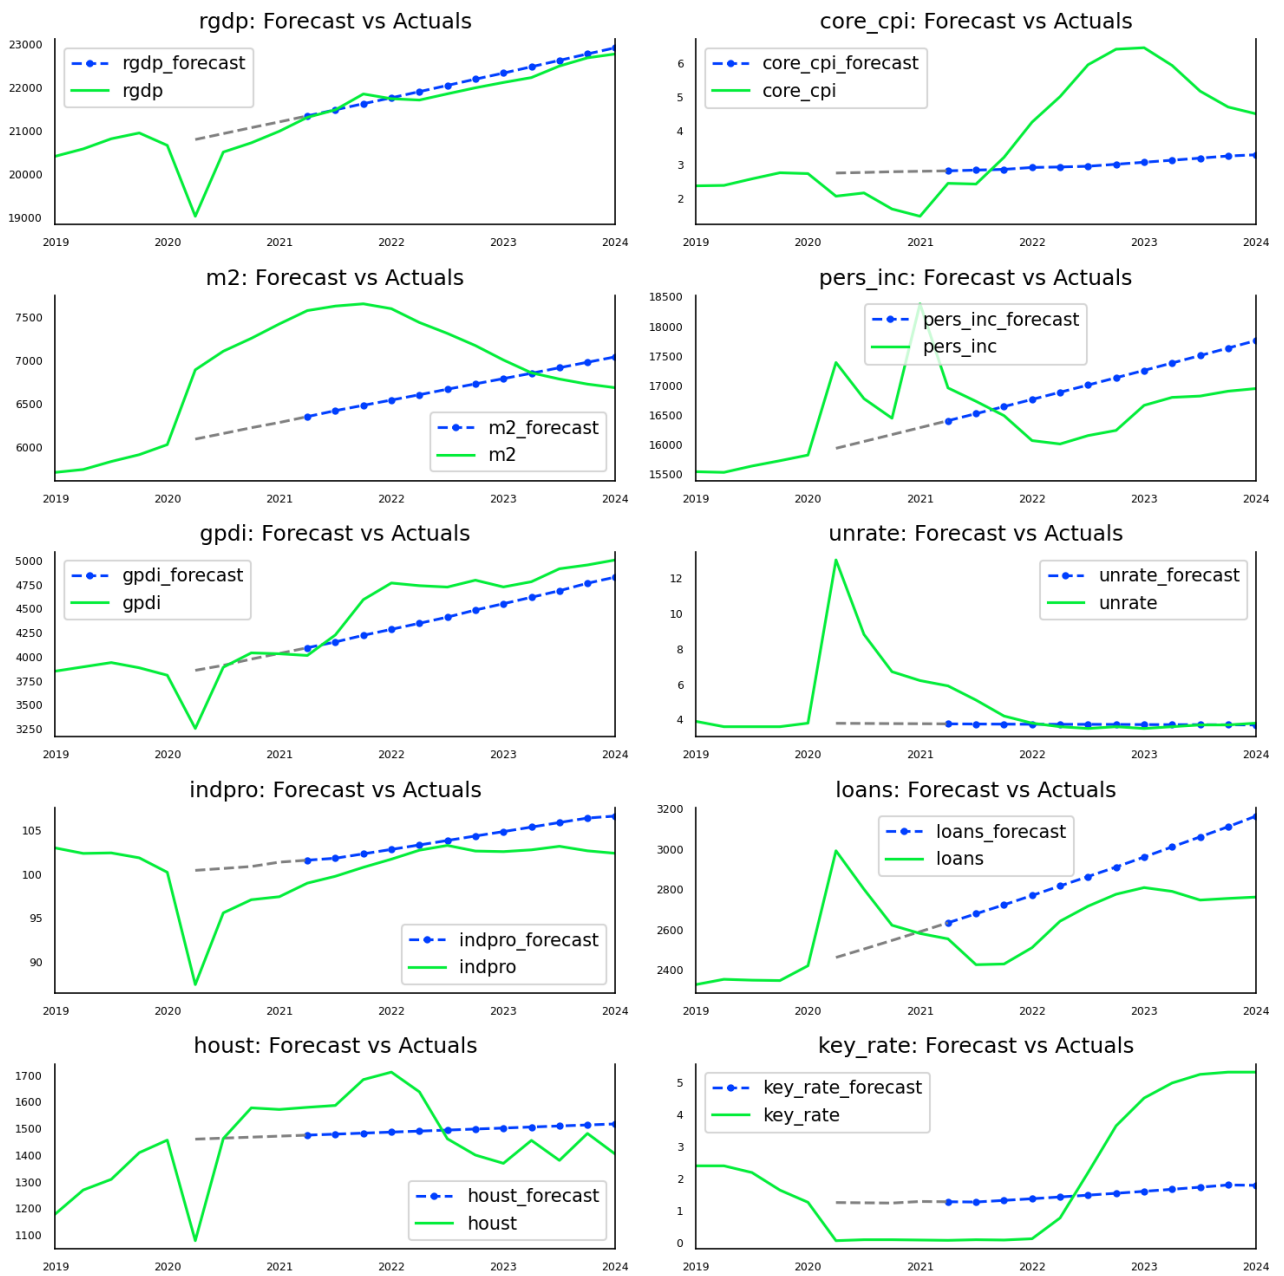 rgdp: Forecast vs Actuals
23000
22000
21000
20000
19000
rgdp_forecast
rgdp
2019 2020 2021 2022 2023 2024
core_cpi: Forecast vs Actuals
6
5
4
3
2
core_cpi_forecast
core_cpi
2019 2020 2021 2022 2023 2024
m2: Forecast vs Actuals
7500
7000
6500
6000
m2_forecast
m2
2019 2020 2021 2022 2023 2024
pers_inc: Forecast vs Actuals
18500
18000
17500
17000
16500
16000
15500
pers_inc_forecast
pers_inc
2019 2020 2021 2022 2023 2024
gpdi: Forecast vs Actuals
5000
4750
4500
4250
4000
3750
3500
3250
gpdi_forecast
gpdi
2019 2020 2021 2022 2023 2024
unrate: Forecast vs Actuals
12
10
8
6
4
unrate_forecast
unrate
2019 2020 2021 2022 2023 2024
indpro: Forecast vs Actuals
105
100
95
90
indpro_forecast
indpro
2019 2020 2021 2022 2023 2024
loans: Forecast vs Actuals
3200
3000
2800
2600
2400
loans_forecast
loans
2019 2020 2021 2022 2023 2024
houst: Forecast vs Actuals
1700
1600
1500
1400
1300
1200
1100
houst_forecast
houst
2019 2020 2021 2022 2023 2024
key_rate: Forecast vs Actuals
5
4
3
2
1
0
key_rate_forecast
key_rate
2019 2020 2021 2022 2023 2024